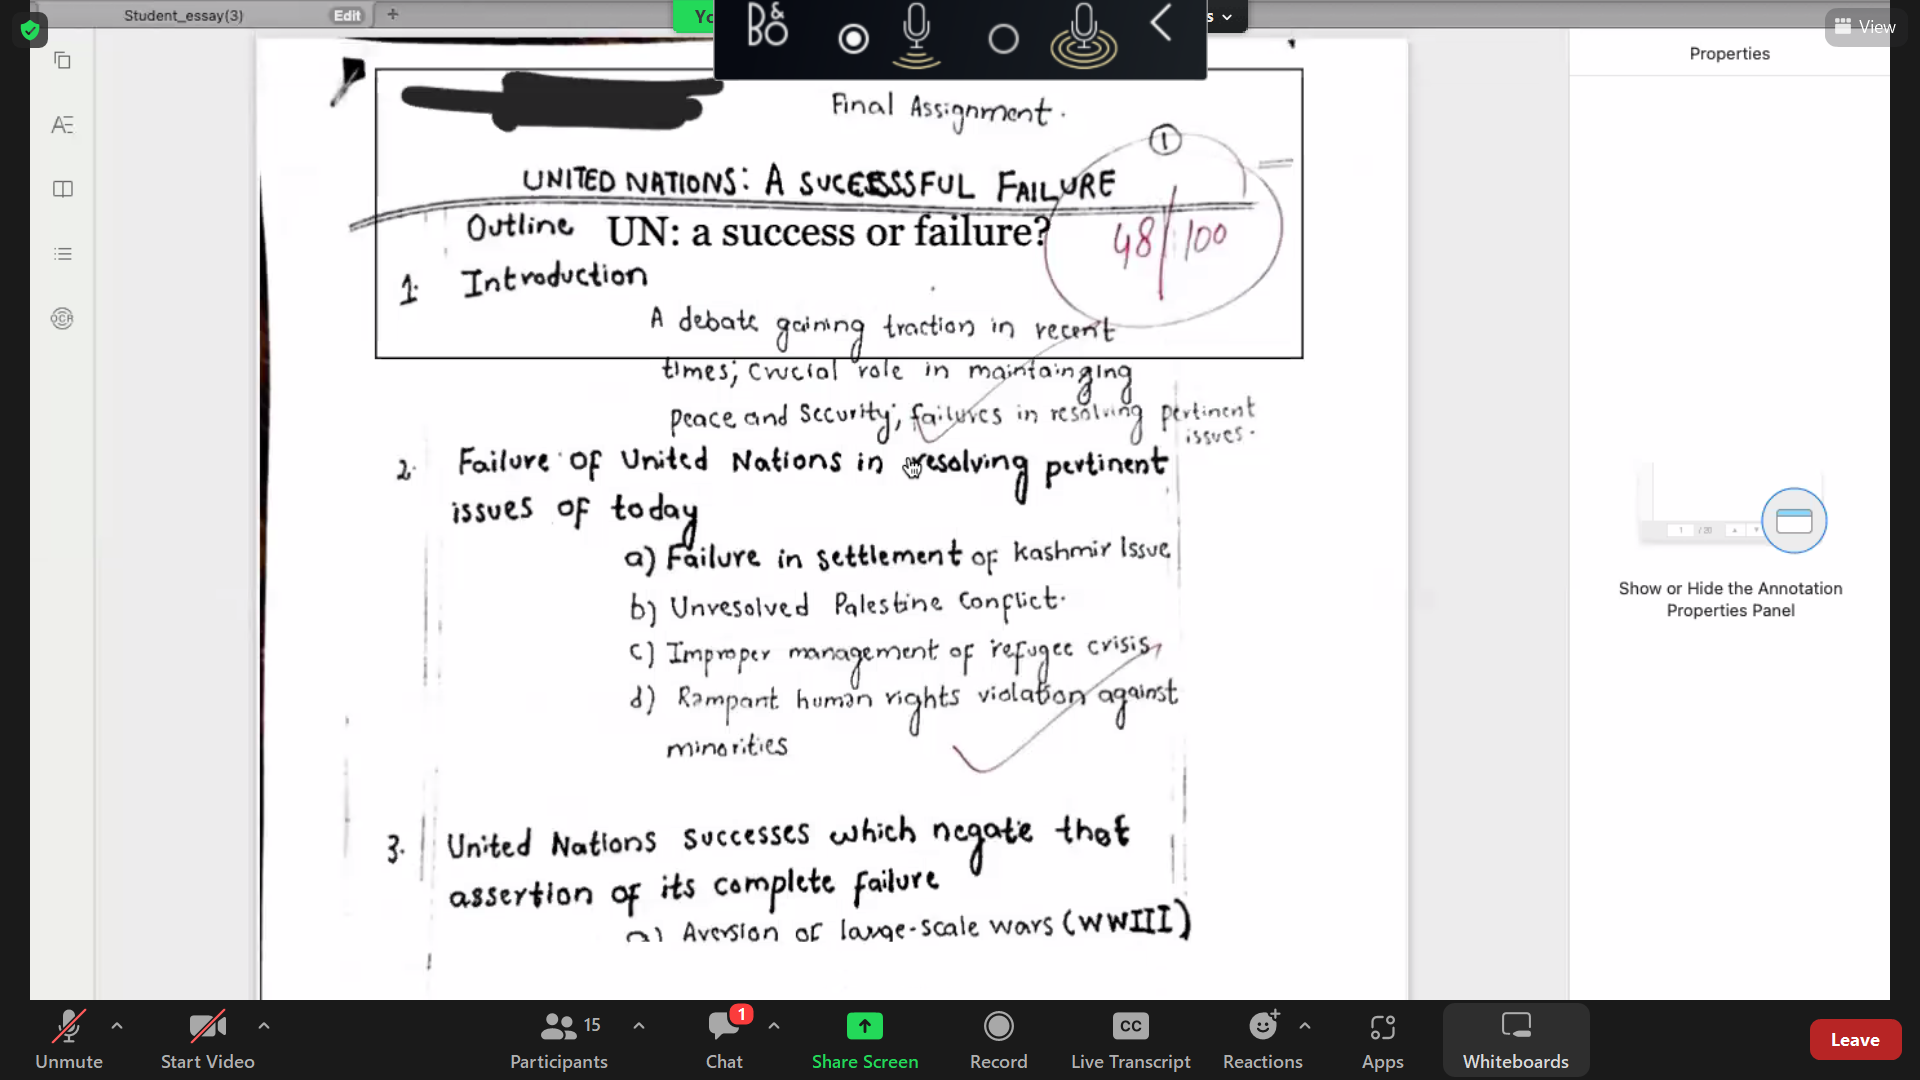 Student_essay(3)
Edit
+
View
Properties
Final Assignment.
1
UNITED NATIONS: A SUCESSSFUL FAILURE
48/100
Outline UN: a success or failure?
1. Introduction
A debate gaining traction in recent
times; crucial role in maintainging
peace and security; failures in resolving pertinent
issues.
2. Failure of United Nations in resolving pertinent
issues of today
a) Failure in settlement of Kashmir Issue
b) Unresolved Palestine Conflict.
c) Improper management of refugee crisis
d) Rampant human rights violation against
minorities
3. United Nations successes which negate that
assertion of its complete failure
a) Aversion of large-scale wars (WWIII)
OCR
Show or Hide the Annotation
Properties Panel
Unmute
Start Video
15
Participants
1
Chat
Share Screen
Record
CC
Live Transcript
Reactions
Apps
Whiteboards
Leave